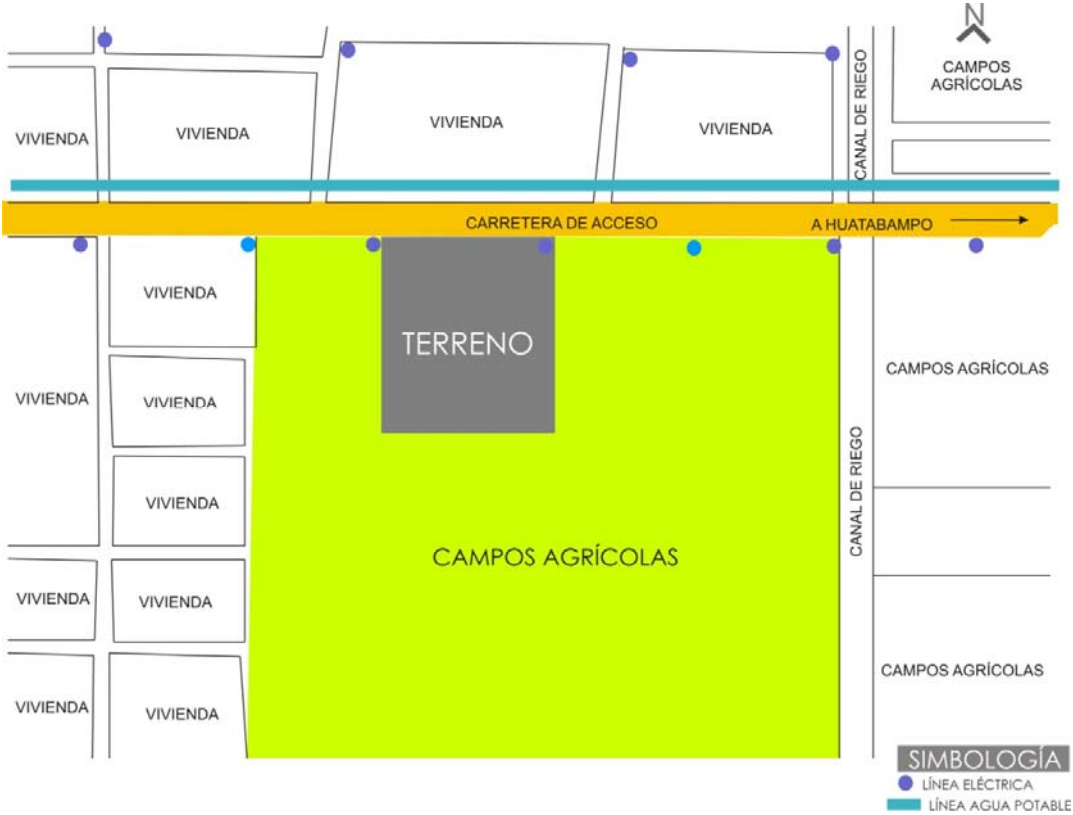 N
CAMPOS
AGRÍCOLAS
VIVIENDA
VIVIENDA
VIVIENDA
VIVIENDA
CANAL DE RIEGO
CARRETERA DE ACCESO
A HUATABAMPO
VIVIENDA
TERRENO
CAMPOS AGRÍCOLAS
VIVIENDA
VIVIENDA
VIVIENDA
CANAL DE RIEGO
CAMPOS AGRÍCOLAS
VIVIENDA
VIVIENDA
CAMPOS AGRÍCOLAS
VIVIENDA
VIVIENDA
SIMBOLOGÍA
LÍNEA ELÉCTRICA
LÍNEA AGUA POTABLE